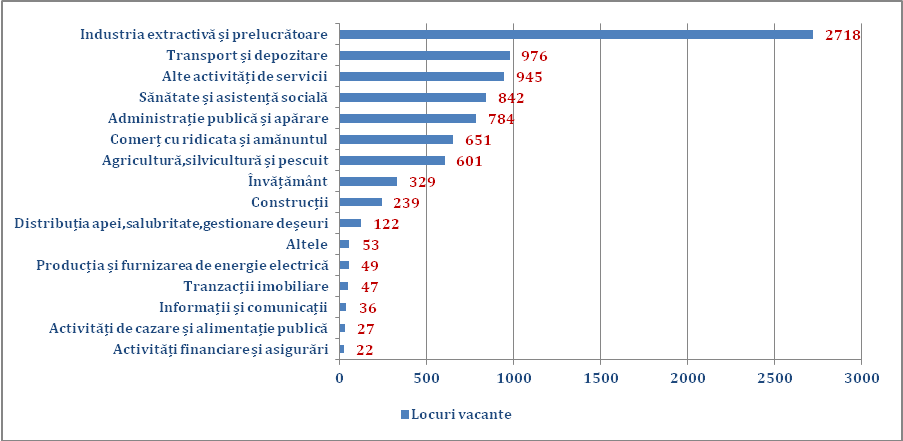 Industria extractivă și prelucrătoare 2718
Transport și depozitare 976
Alte activități de servicii 945
Sănătate și asistență socială 842
Administrație publică și apărare 784
Comerț cu ridicata și amănuntul 651
Agricultură,silvicultură și pescuit 601
Învățământ 329
Construcții 239
Distribuția apei,salubritate,gestionare deșeuri 122
Altele 53
Producția și furnizarea de energie electrică 49
Tranzacții imobiliare 47
Informații și comunicații 36
Activități de cazare și alimentație publică 27
Activități financiare și asigurări 22
0 500 1000 1500 2000 2500 3000
Locuri vacante